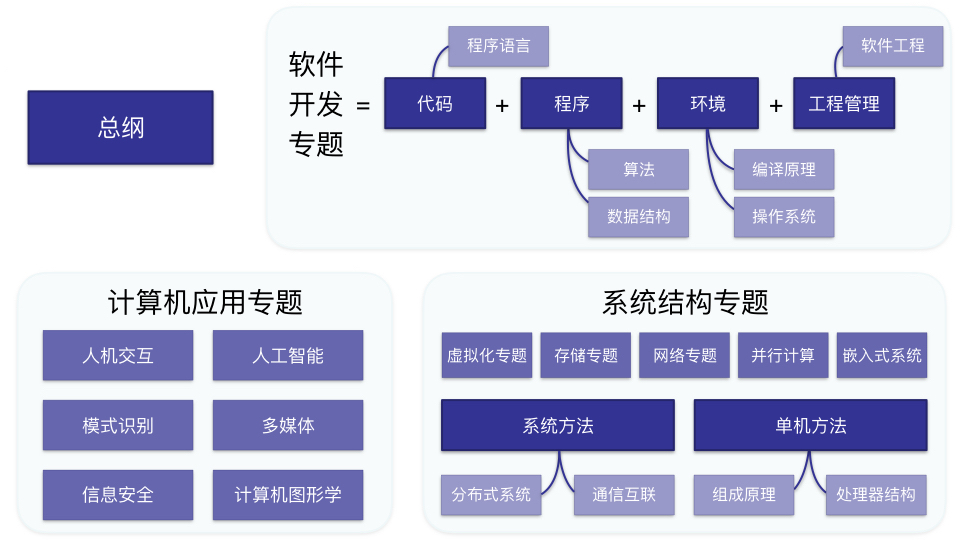 总纲
软件
开发
专题
=
程序语言
代码
+
程序
+
环境
+
工程管理
软件工程
算法
数据结构
编译原理
操作系统
计算机应用专题
人机交互
人工智能
模式识别
多媒体
信息安全
计算机图形学
系统结构专题
虚拟化专题
存储专题
网络专题
并行计算
嵌入式系统
系统方法
单机方法
分布式系统
通信互联
组成原理
处理器结构